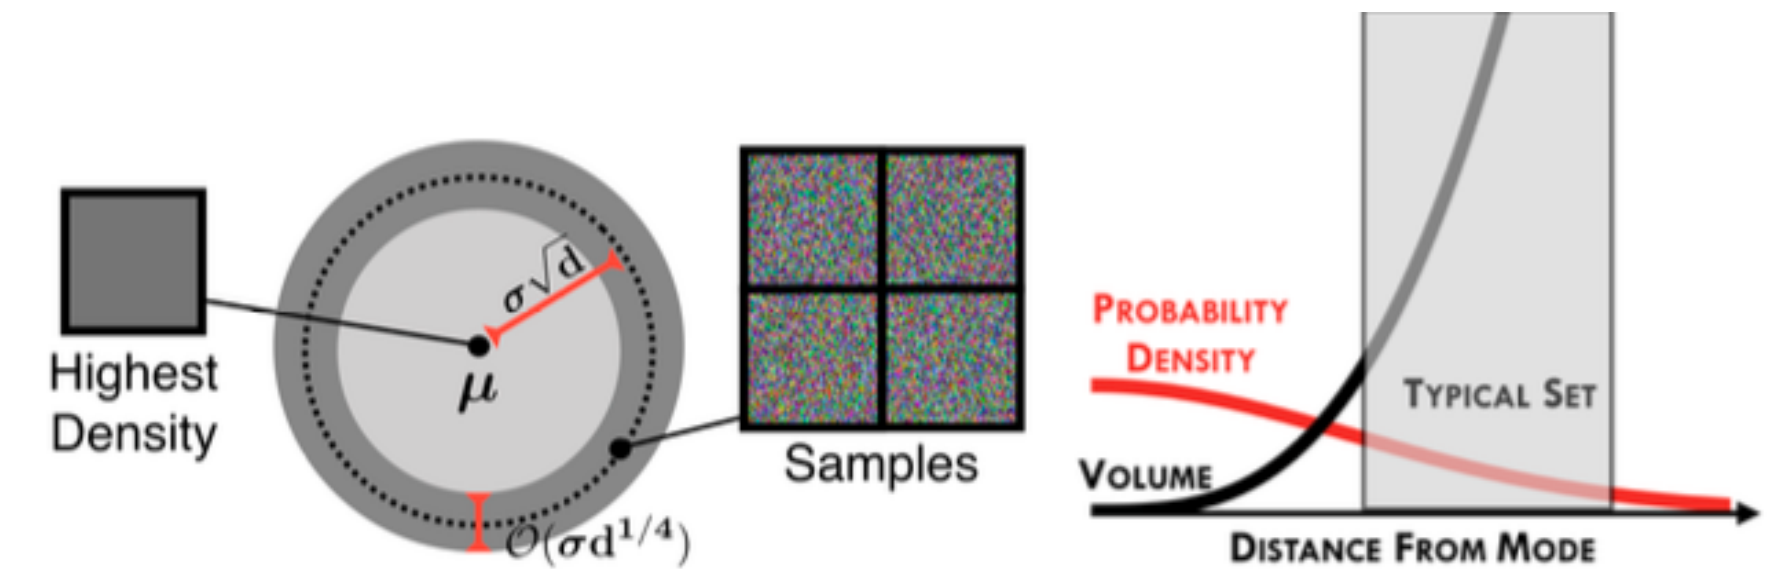 Highest
Density
μ
σ√d
O(σd^{1/4})
Samples
PROBABILITY
DENSITY
VOLUME
TYPICAL SET
DISTANCE FROM MODE